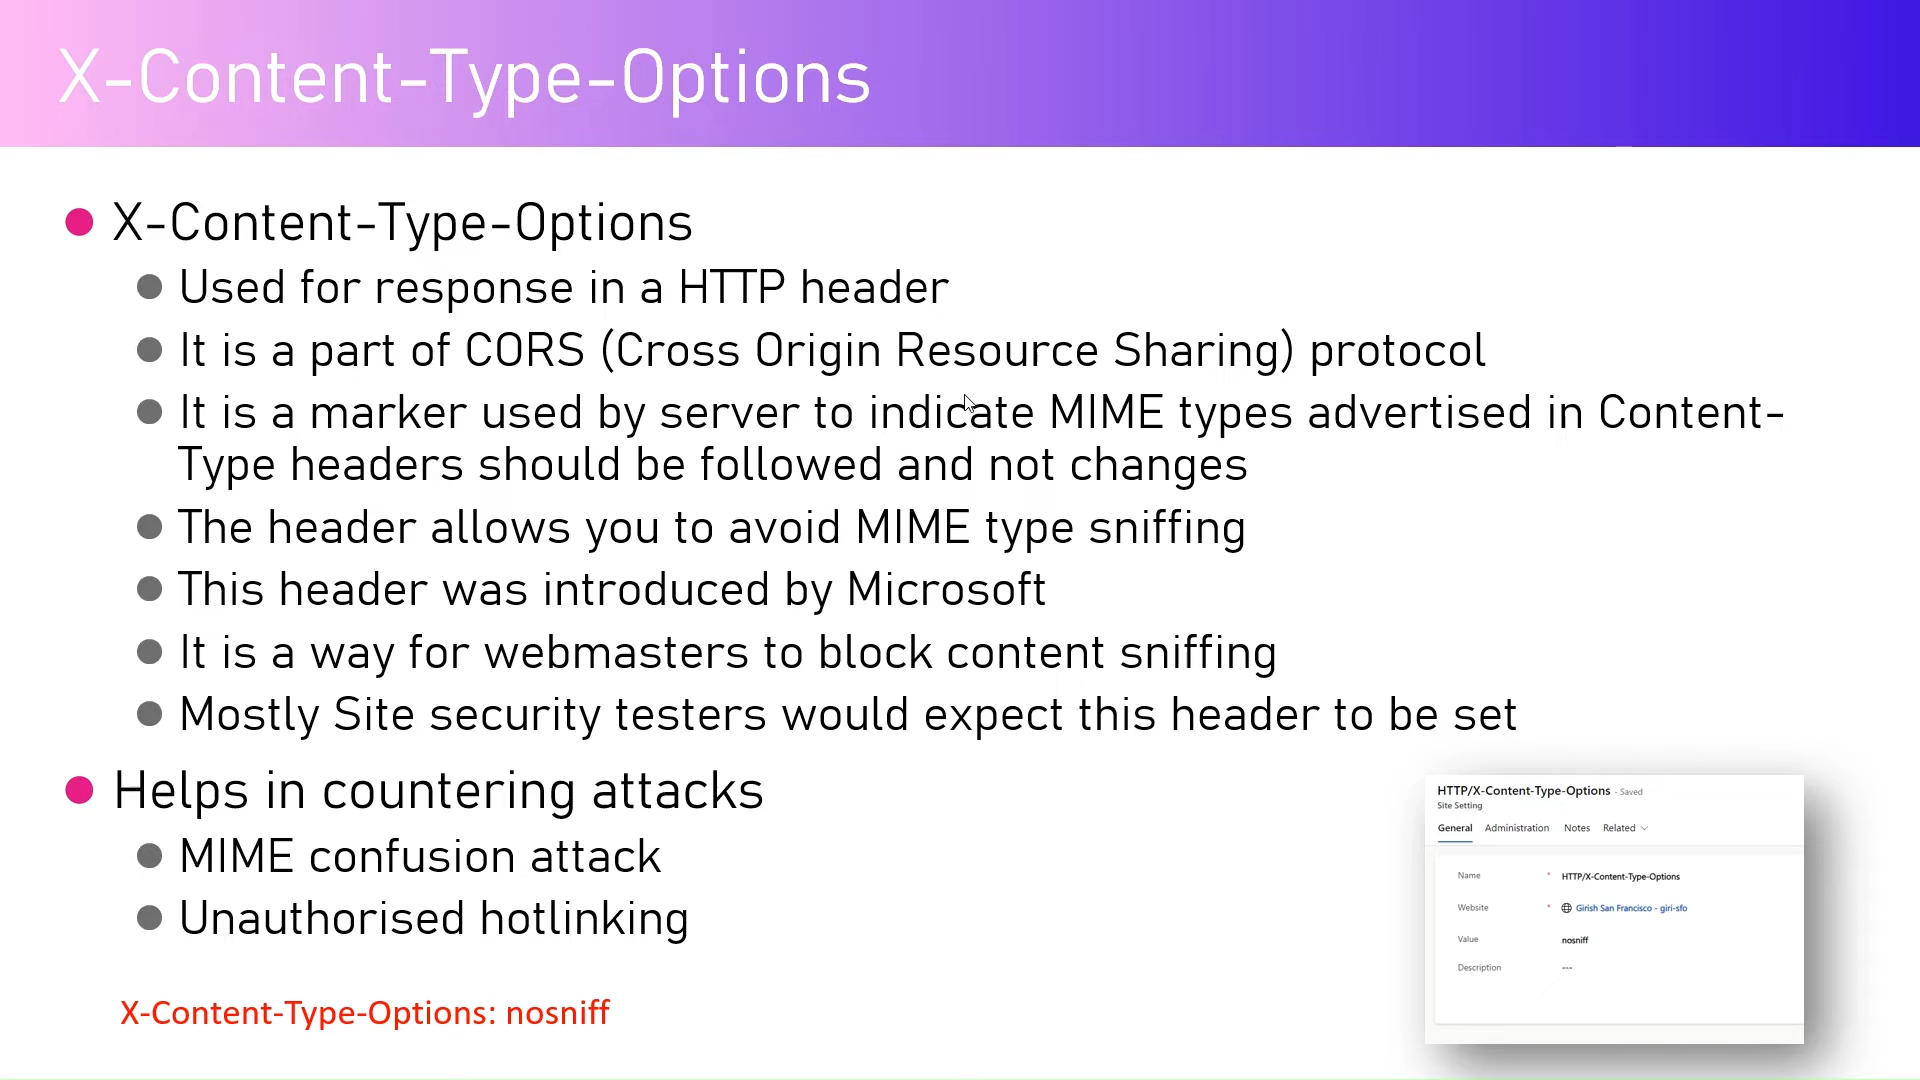 X-Content-Type-Options
X-Content-Type-Options
Used for response in a HTTP header
It is a part of CORS (Cross Origin Resource Sharing) protocol
It is a marker used by server to indicate MIME types advertised in Content-
Type headers should be followed and not changes
The header allows you to avoid MIME type sniffing
This header was introduced by Microsoft
It is a way for webmasters to block content sniffing
Mostly Site security testers would expect this header to be set
Helps in countering attacks
MIME confusion attack
Unauthorised hotlinking
X-Content-Type-Options: nosniff
HTTP/X-Content-Type-Options - Saved
Site Setting
General Administration Notes Related
Name * HTTP/X-Content-Type-Options
Website * Girish San Francisco - giri-sfo
Value nosniff
Description ---